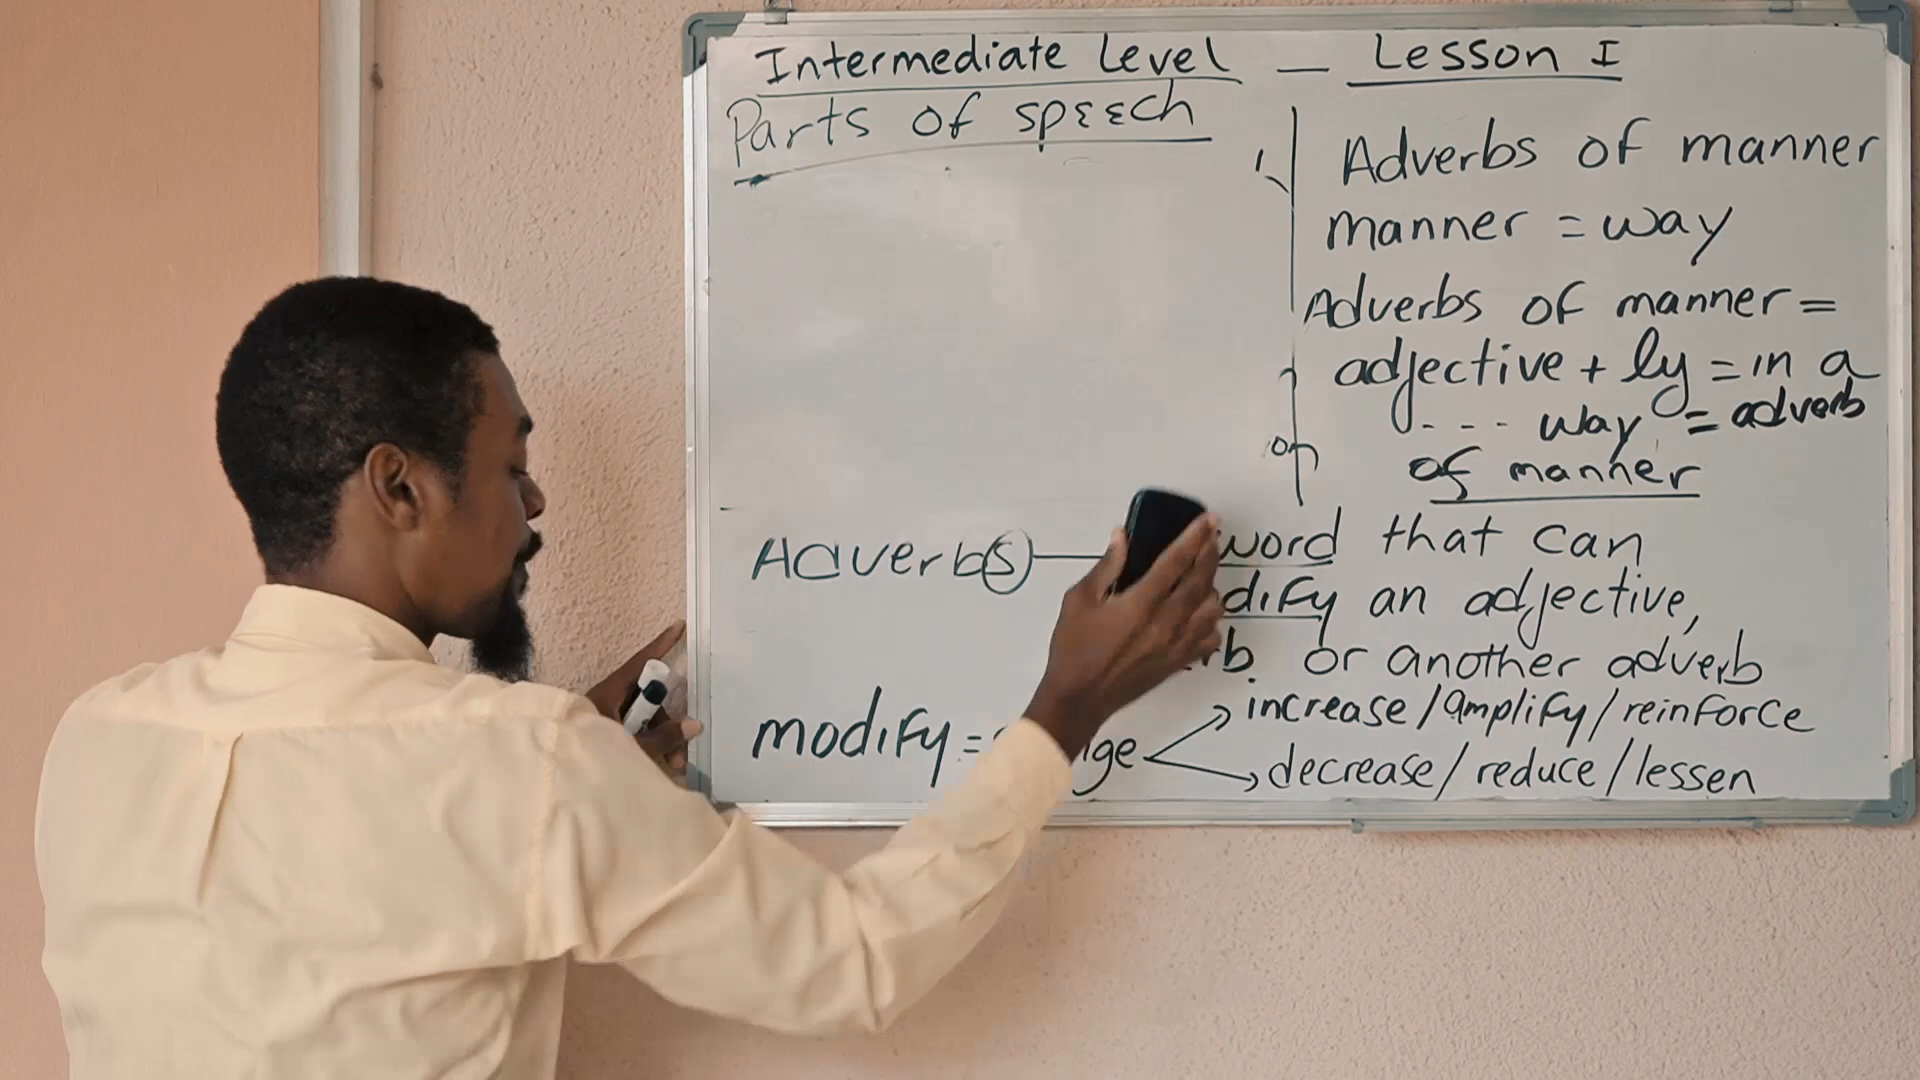 Intermediate Level — Lesson I
Parts of speech
Adverbs of manner
manner = way
Adverbs of manner =
adjective + ly = in a
.... way = adverb
of manner
Adverbs — word that can
an adjective,
or another adverb
modify =
increase/amplify/reinforce
decrease/reduce/lessen